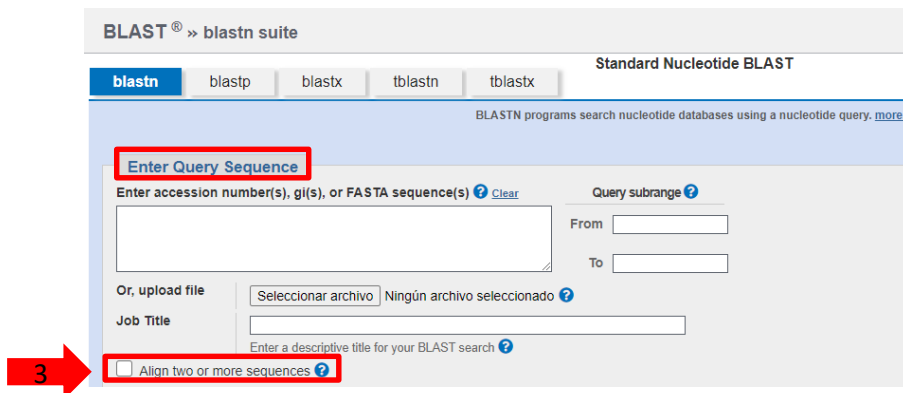 BLAST ® » blastn suite
Standard Nucleotide BLAST
blastn blastp blastx tblastn tblastx
BLASTN programs search nucleotide databases using a nucleotide query. more
Enter Query Sequence
Enter accession number(s), gi(s), or FASTA sequence(s) ? Clear Query subrange ?
From
To
Or, upload file Seleccionar archivo Ningún archivo seleccionado ?
Job Title
Enter a descriptive title for your BLAST search ?
3 Align two or more sequences ?